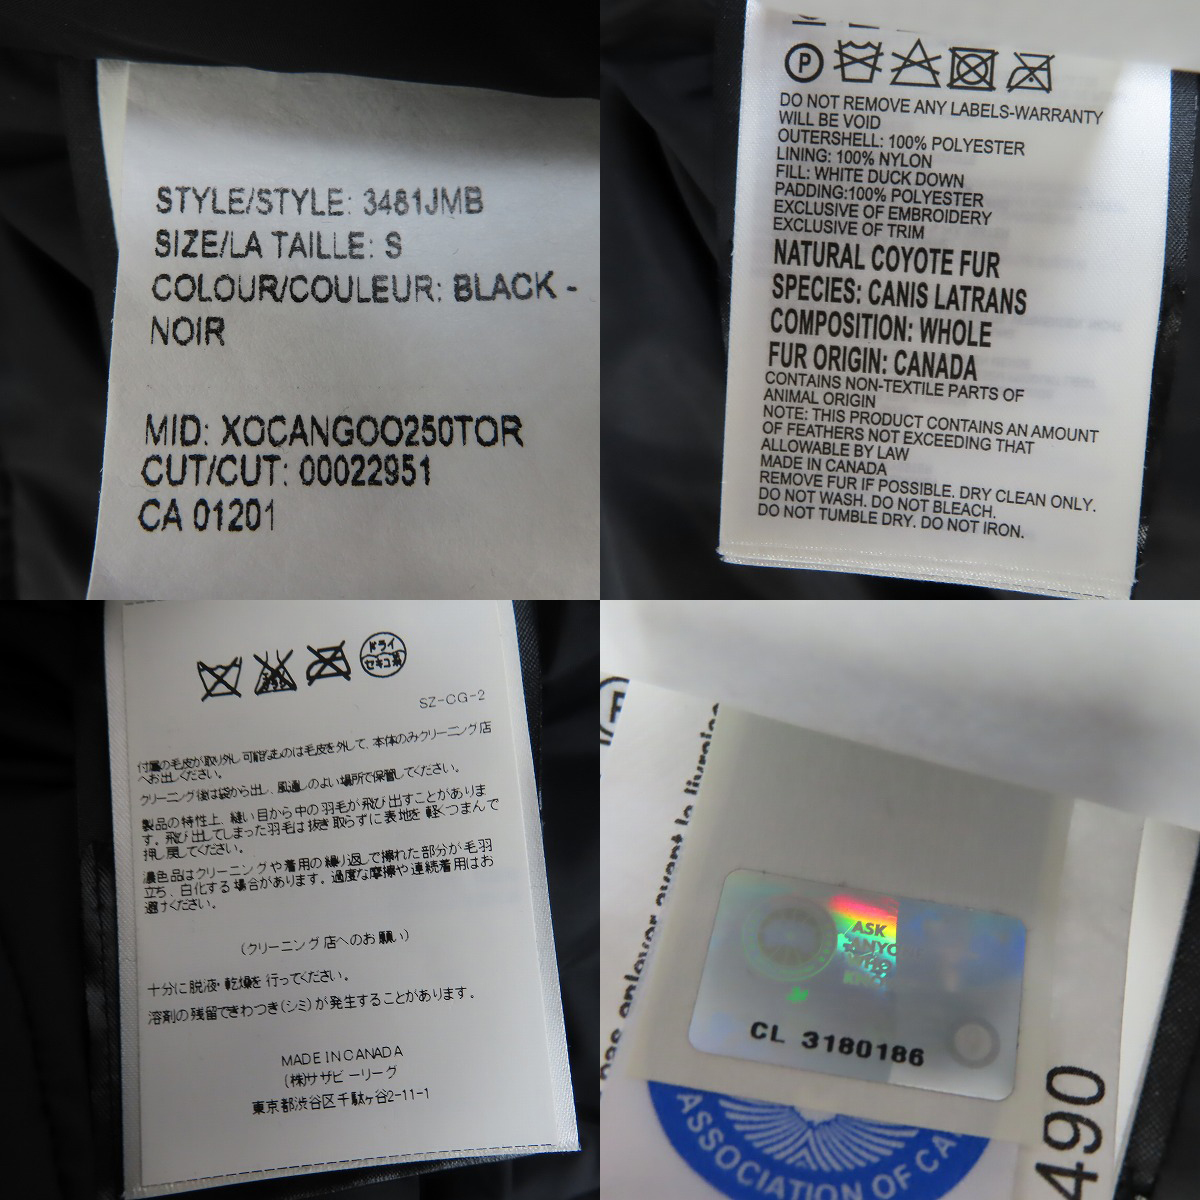 STYLE/STYLE: 3481JMB
SIZE/LA TAILLE: S
COLOUR/COULEUR: BLACK -
NOIR
MID: XOCANGOO250TOR
CUT/CUT: 00022951
CA 01201
P
DO NOT REMOVE ANY LABELS-WARRANTY
WILL BE VOID
OUTERSHELL: 100% POLYESTER
LINING: 100% NYLON
FILL: WHITE DUCK DOWN
PADDING:100% POLYESTER
EXCLUSIVE OF EMBROIDERY
EXCLUSIVE OF TRIM
NATURAL COYOTE FUR
SPECIES: CANIS LATRANS
COMPOSITION: WHOLE
FUR ORIGIN: CANADA
CONTAINS NON-TEXTILE PARTS OF
ANIMAL ORIGIN
NOTE: THIS PRODUCT CONTAINS AN AMOUNT
OF FEATHERS NOT EXCEEDING THAT
ALLOWABLE BY LAW
MADE IN CANADA
REMOVE FUR IF POSSIBLE. DRY CLEAN ONLY.
DO NOT WASH. DO NOT BLEACH.
DO NOT TUMBLE DRY. DO NOT IRON.
ドライ
セキユ系
SZ-CG-2
付属の毛皮が取り外し可能なものは毛皮を外して、本体のみクリーニング店
へお出しください。
クリーニング後は袋から出し、風通しのよい場所で保管してください。
製品の特性上、縫い目から中の羽毛が飛び出すことがありま
す。飛び出してしまった羽毛は抜き取らずに表地を軽くつまんで
押し戻してください。
濃色品はクリーニングや着用の繰り返しで擦れた部分が毛羽
立ち、白化する場合があります。過度な摩擦や連続着用はお
避けください。
(クリーニング店へのお願い)
十分に脱液・乾燥を行ってください。
溶剤の残留できわつき(シミ)が発生することがあります。
MADE IN CANADA
(株)サザビーリーグ
東京都渋谷区千駄ヶ谷2-11-1
pas enlever avant la livraiso
ASK
ANYO
WHO
KNO
CL 3180186
ASSOCIATION OF CA
490